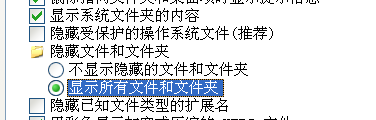 显示系统文件夹的内容
隐藏受保护的操作系统文件(推荐)
隐藏文件和文件夹
不显示隐藏的文件和文件夹
显示所有文件和文件夹
隐藏已知文件类型的扩展名